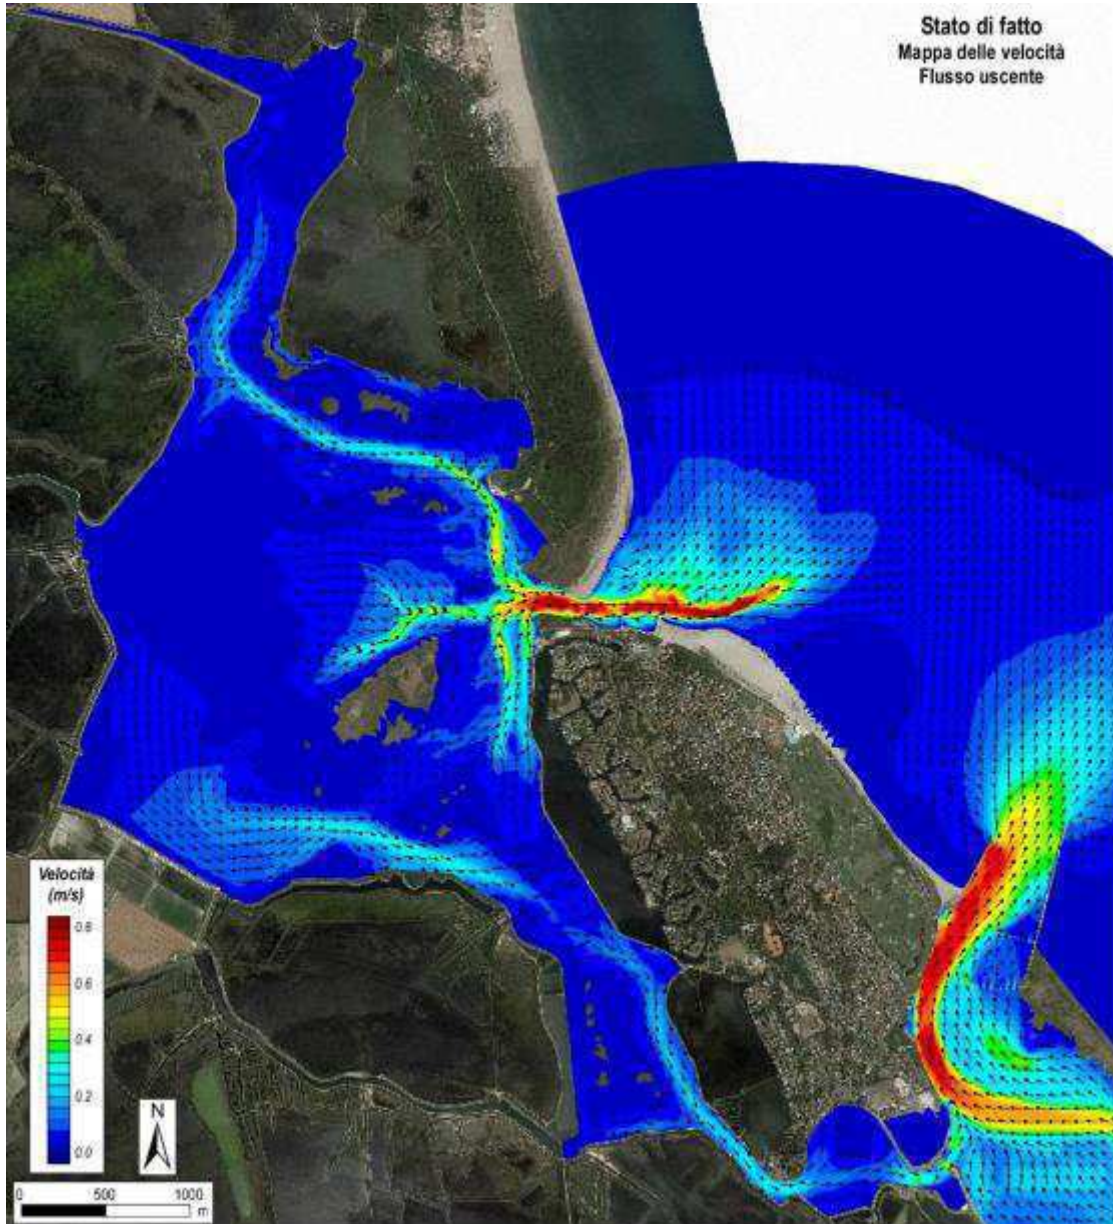 Stato di fatto
Mappa delle velocità
Flusso uscente
Velocità
(m/s)
0.8
0.6
0.4
0.2
0.0
N
0 500 1000
m